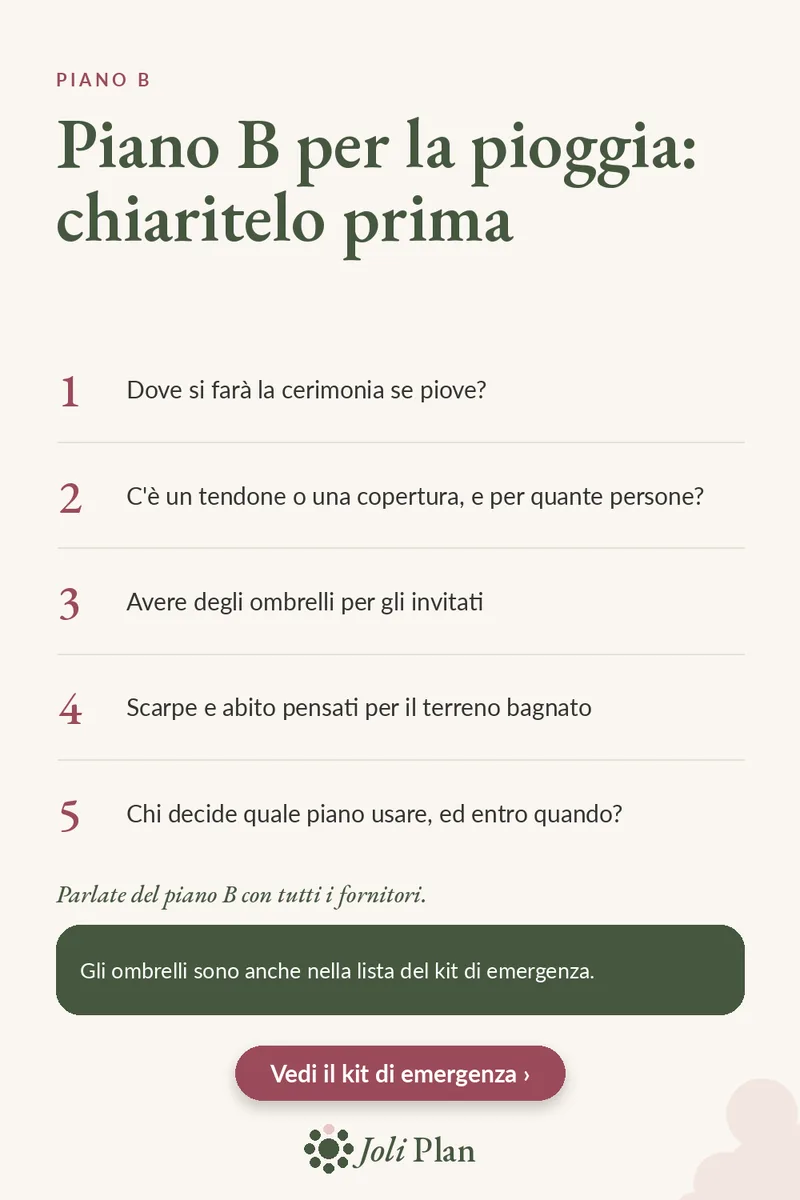 PIANO B
Piano B per la pioggia:
chiaritelo prima
1 Dove si farà la cerimonia se piove?
2 C'è un tendone o una copertura, e per quante persone?
3 Avere degli ombrelli per gli invitati
4 Scarpe e abito pensati per il terreno bagnato
5 Chi decide quale piano usare, ed entro quando?
Parlate del piano B con tutti i fornitori.
Gli ombrelli sono anche nella lista del kit di emergenza.
Vedi il kit di emergenza ›
Joli Plan